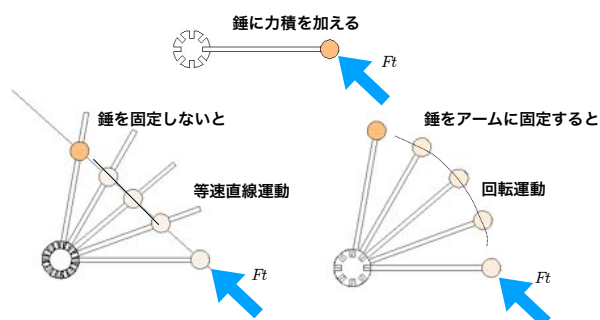 錘に力積を加える
Ft
錘を固定しないと
等速直線運動
Ft
錘をアームに固定すると
回転運動
Ft